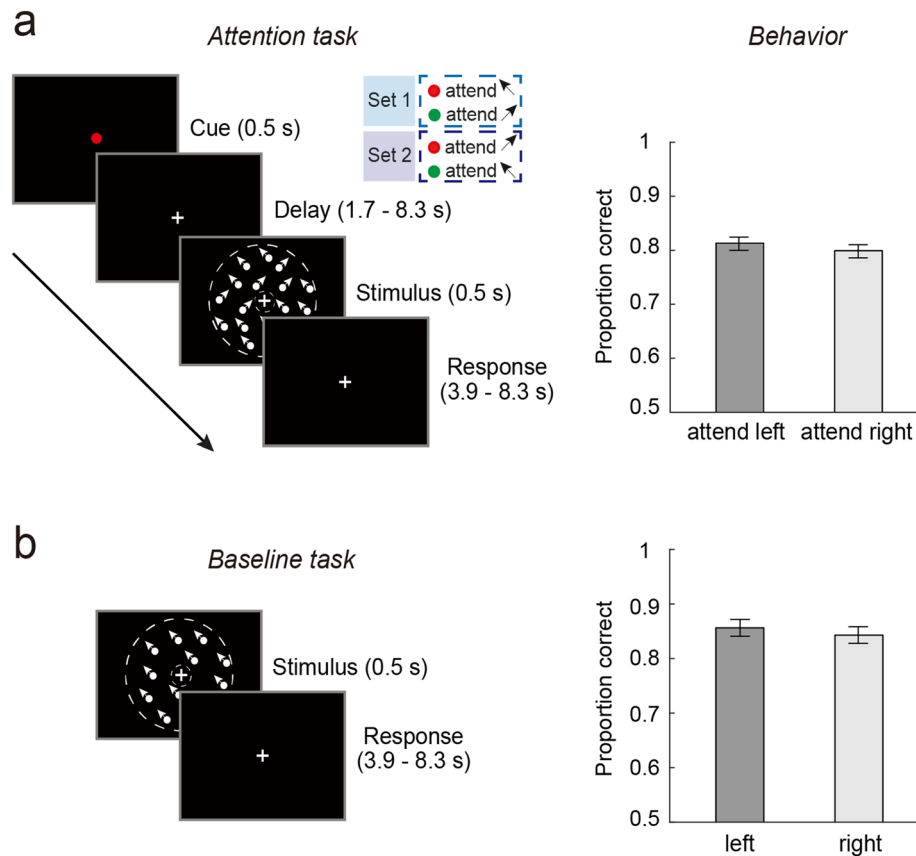 a
Attention task
Behavior
Set 1
attend
attend
Set 2
attend
attend
Cue (0.5 s)
Delay (1.7 - 8.3 s)
Stimulus (0.5 s)
Response
(3.9 - 8.3 s)
Proportion correct
1
0.9
0.8
0.7
0.6
0.5
attend left
attend right
b
Baseline task
Stimulus (0.5 s)
Response
(3.9 - 8.3 s)
Proportion correct
1
0.9
0.8
0.7
0.6
0.5
left
right